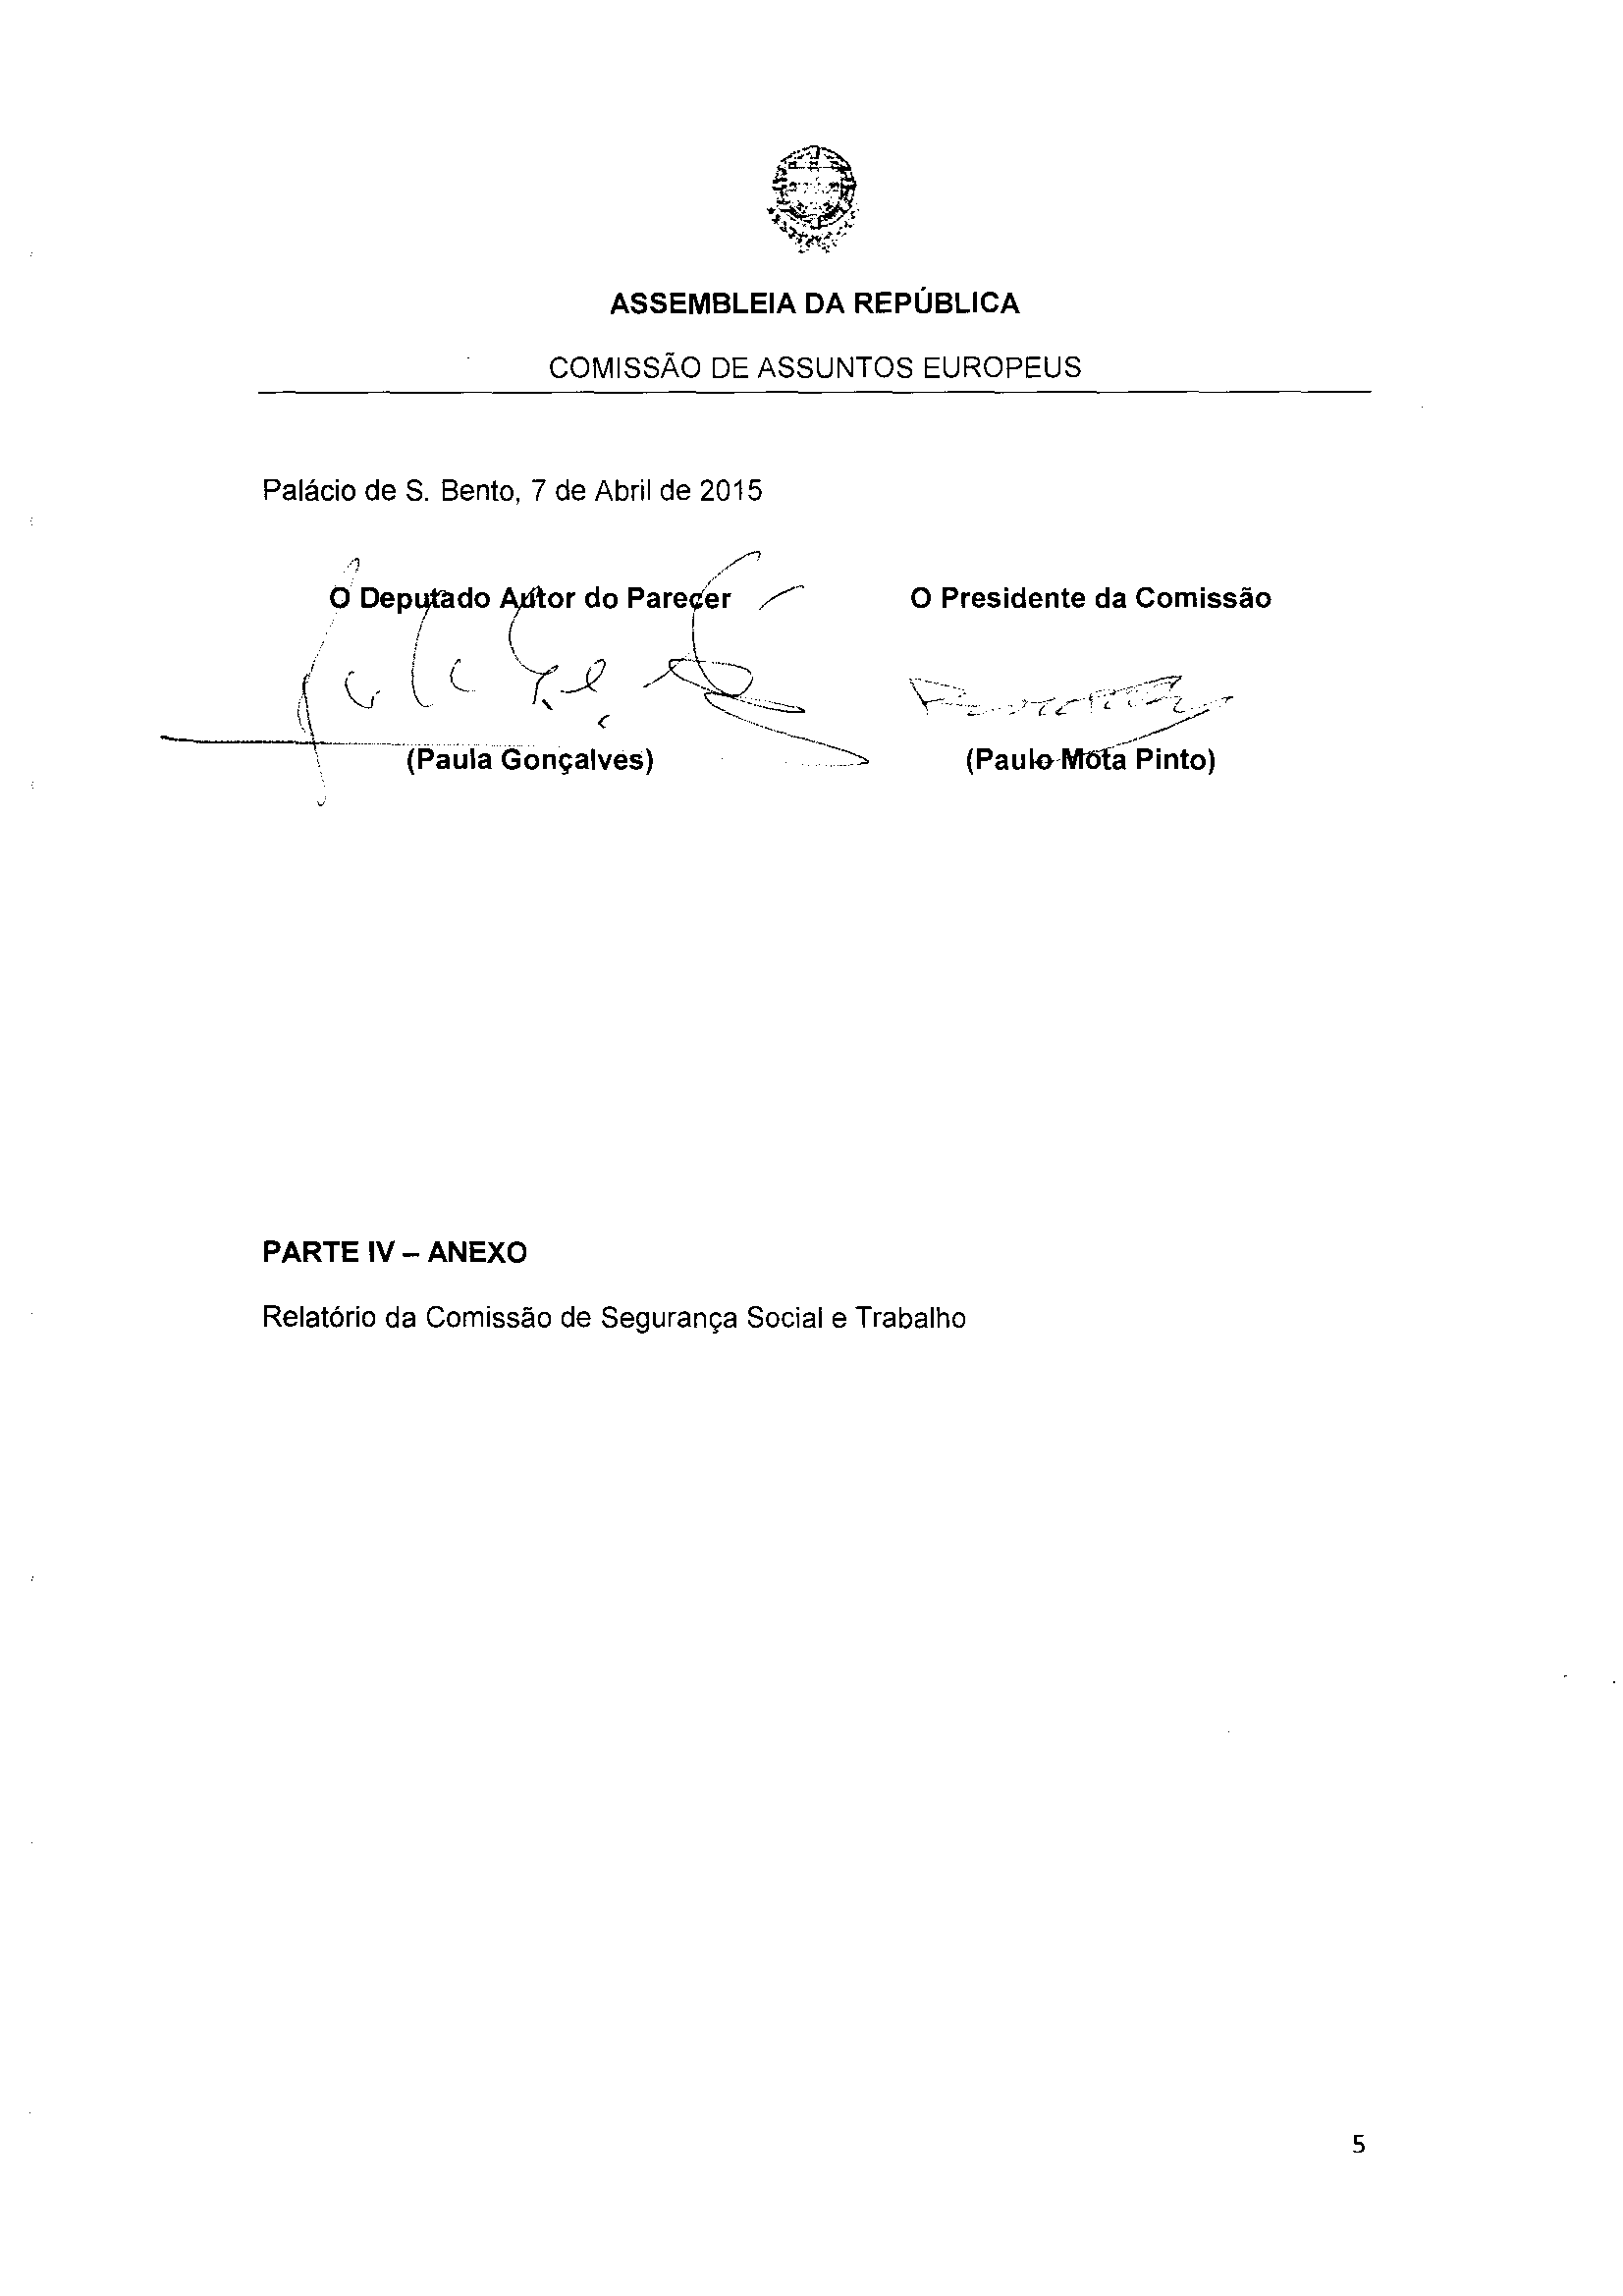 ASSEMBLEIA DA REPÚBLICA
COMISSÃO DE ASSUNTOS EUROPEUS
Palácio de S. Bento, 7 de Abril de 2015
O Deputado Autor do Parecer
O Presidente da Comissão
(Paula Gonçalves)
(Paulo Mota Pinto)
PARTE IV – ANEXO
Relatório da Comissão de Segurança Social e Trabalho
5